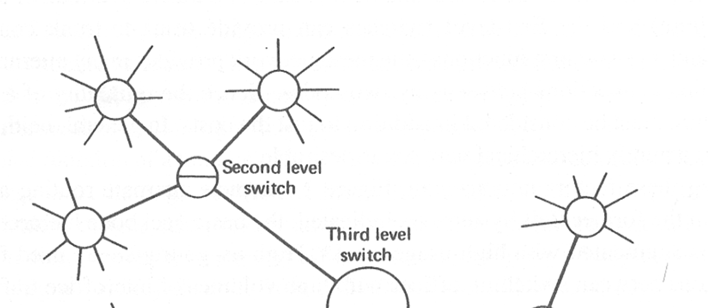 Second level
switch
Third level
switch